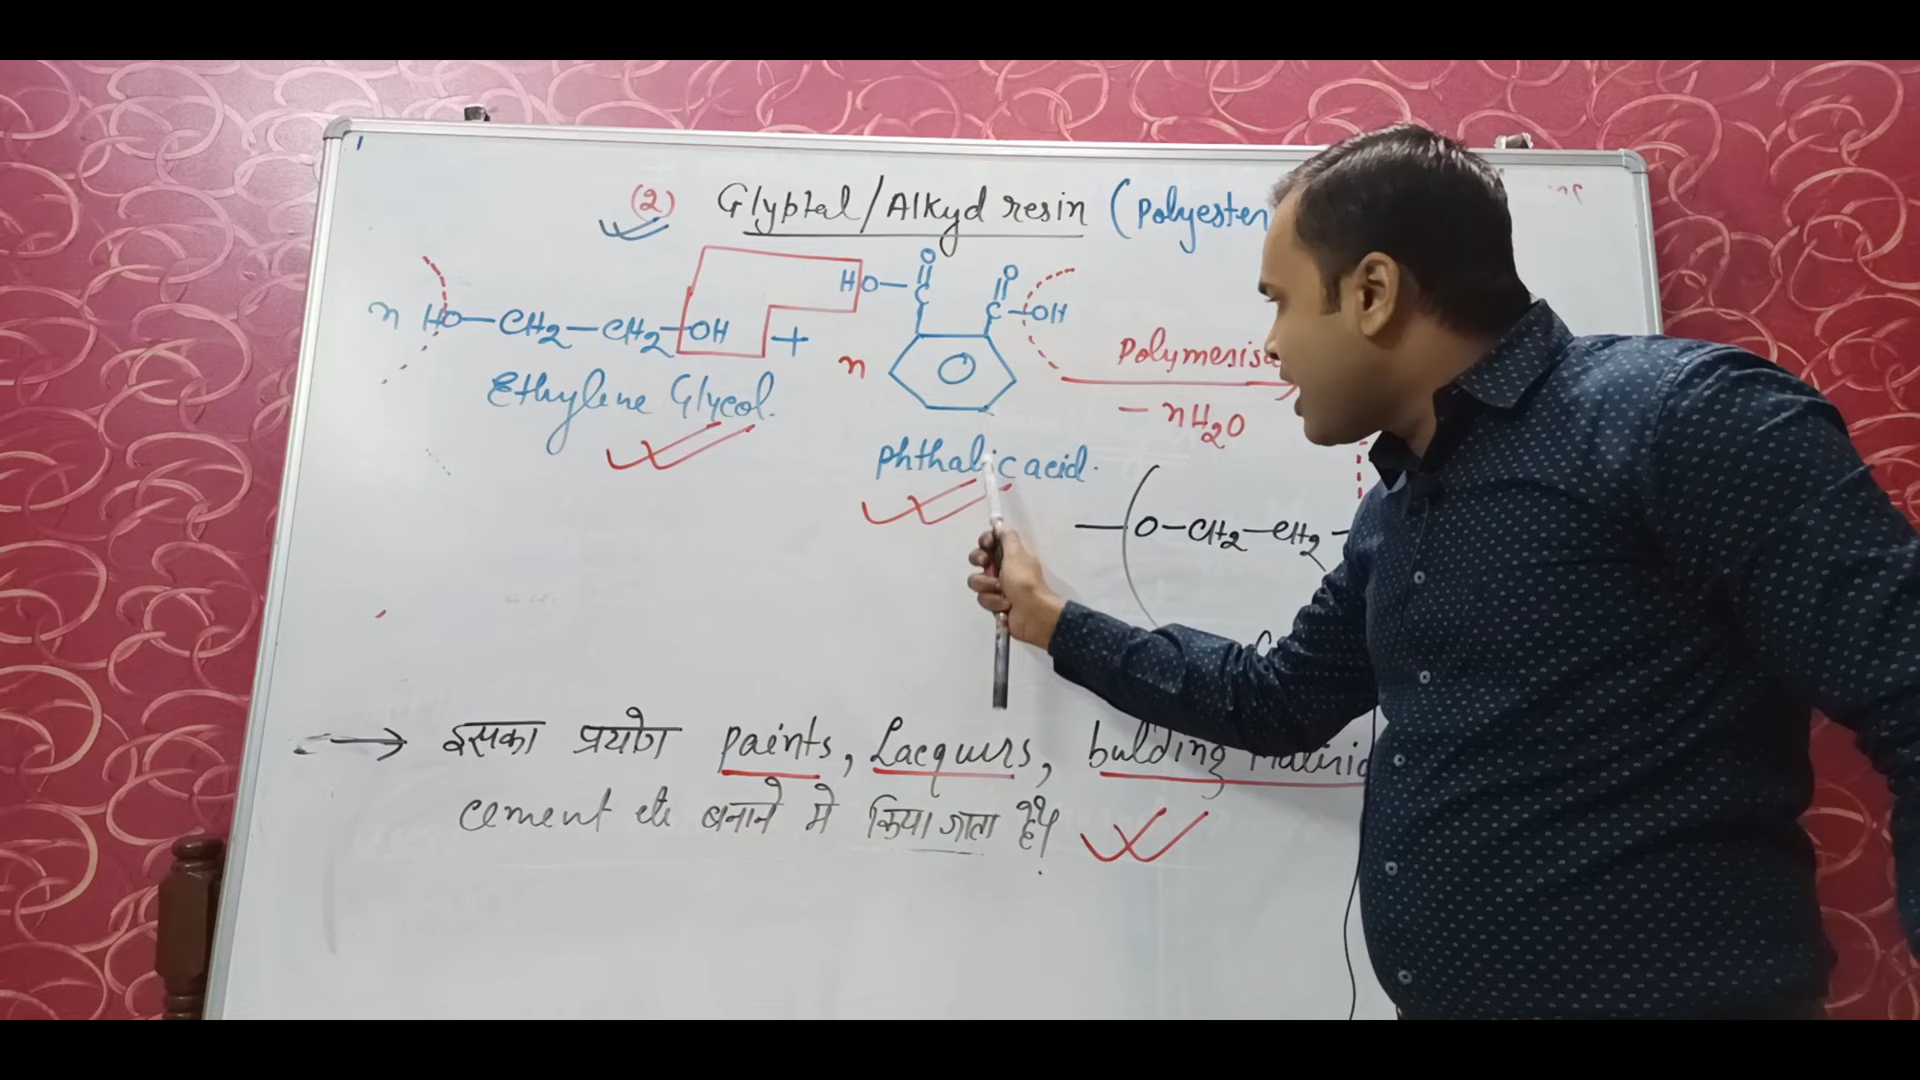 (2) Glyptal/Alkyd resin (Polyester
n HO-CH2-CH2-OH + n HO-C=O C=O-OH
Polymerisa
- nH2O
Ethylene Glycol.
phthalic acid.
-(O-CH2-CH2-
→ इसका प्रयोग paints, Lacqurs, bulding
cement etc बनाने मे किया जाता है।